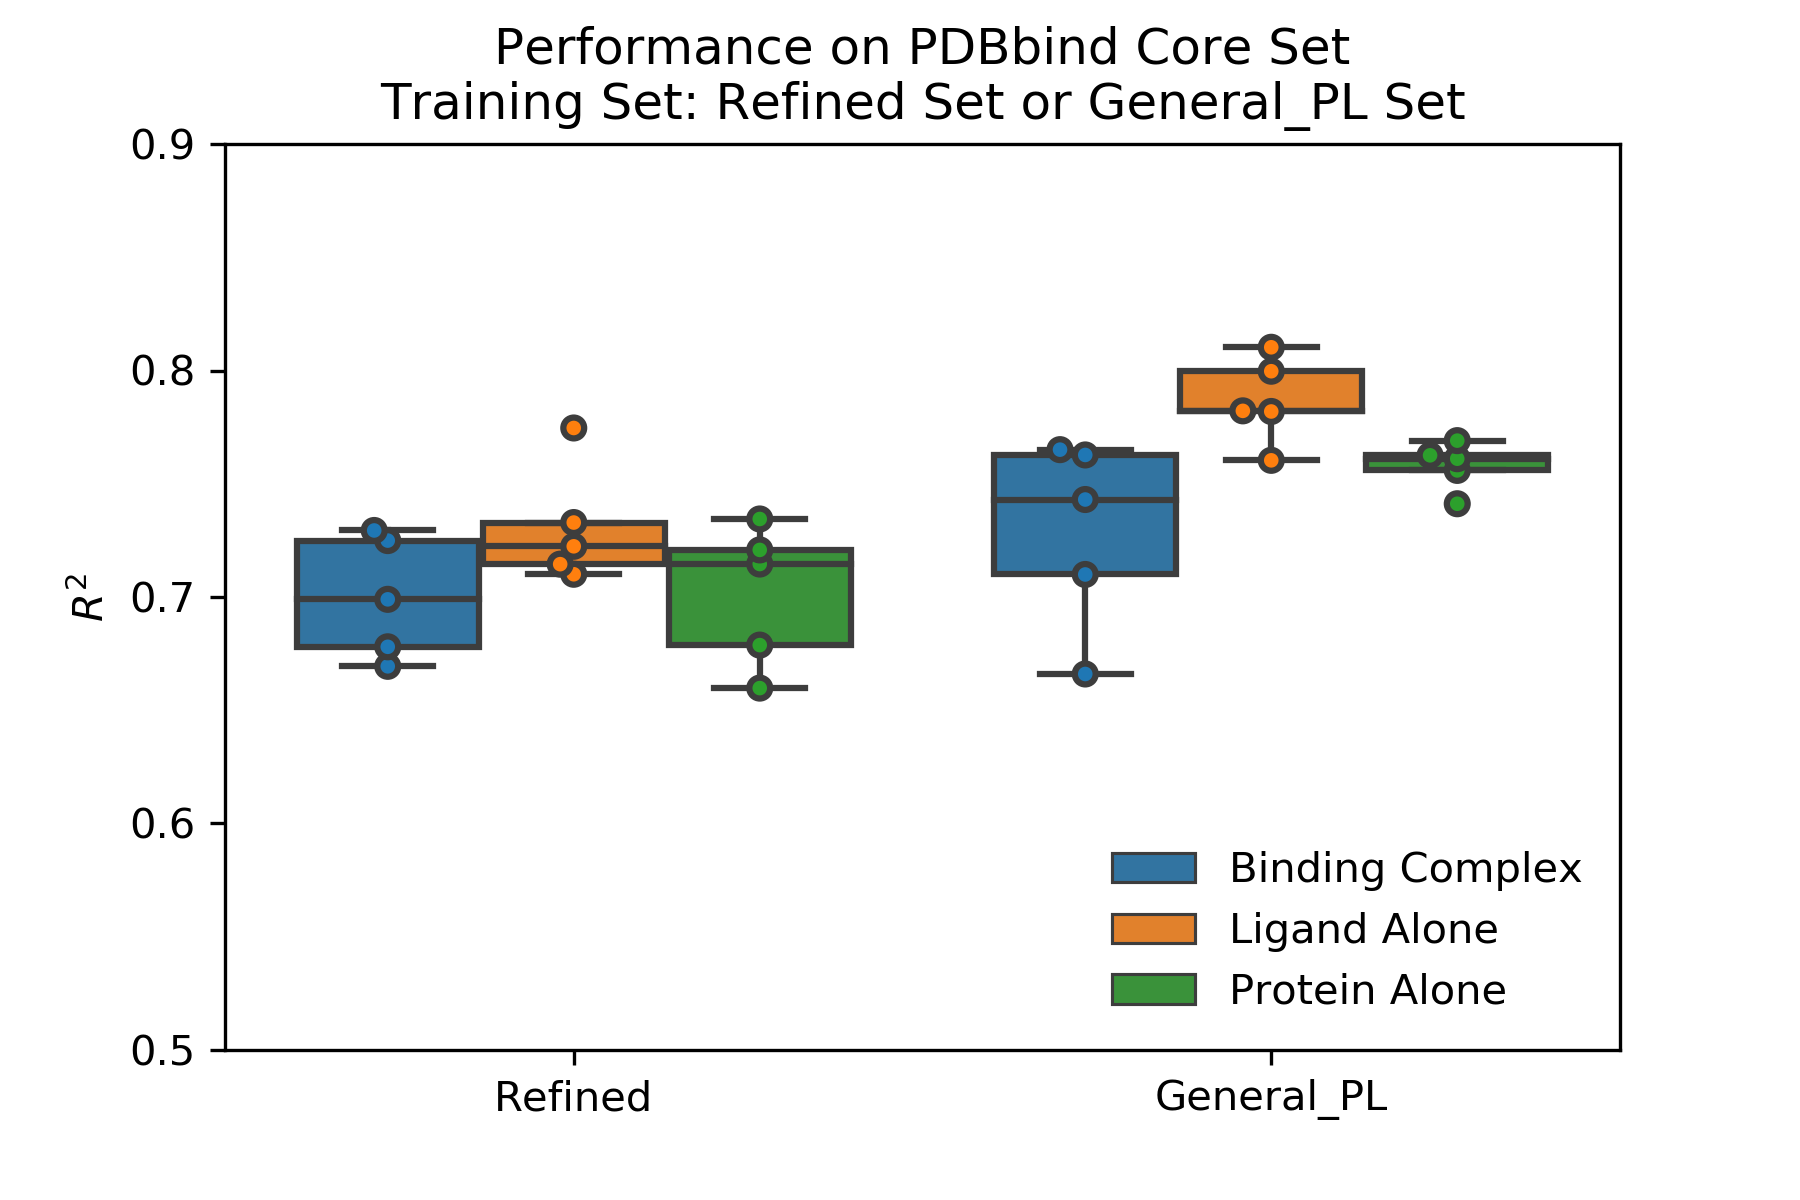 Performance on PDBbind Core Set
Training Set: Refined Set or General_PL Set
0.9
0.8
0.7
0.6
0.5
R²
Refined
General_PL
Binding Complex
Ligand Alone
Protein Alone